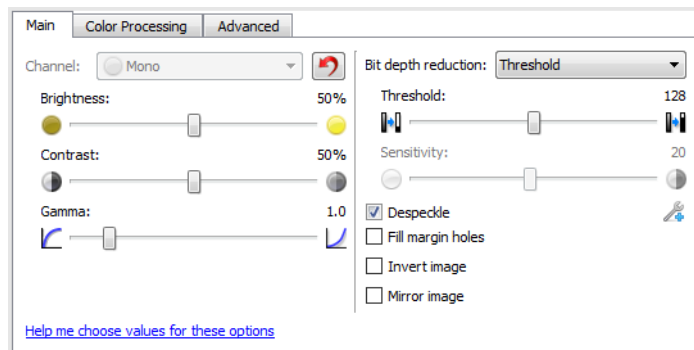 Main
Color Processing
Advanced
Channel:
Mono
Brightness:
50%
Contrast:
50%
Gamma:
1.0
Help me choose values for these options
Bit depth reduction:
Threshold
Threshold:
128
Sensitivity:
20
Despeckle
Fill margin holes
Invert image
Mirror image